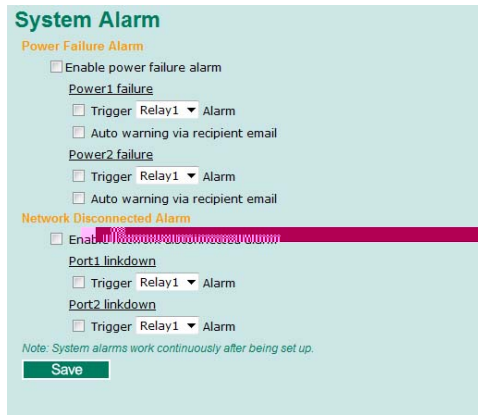 System Alarm
Power Failure Alarm
Enable power failure alarm
Power1 failure
Trigger Relay1 Alarm
Auto warning via recipient email
Power2 failure
Trigger Relay1 Alarm
Auto warning via recipient email
Network Disconnected Alarm
Port1 linkdown
Trigger Relay1 Alarm
Port2 linkdown
Trigger Relay1 Alarm
Note: System alarms work continuously after being set up.
Save